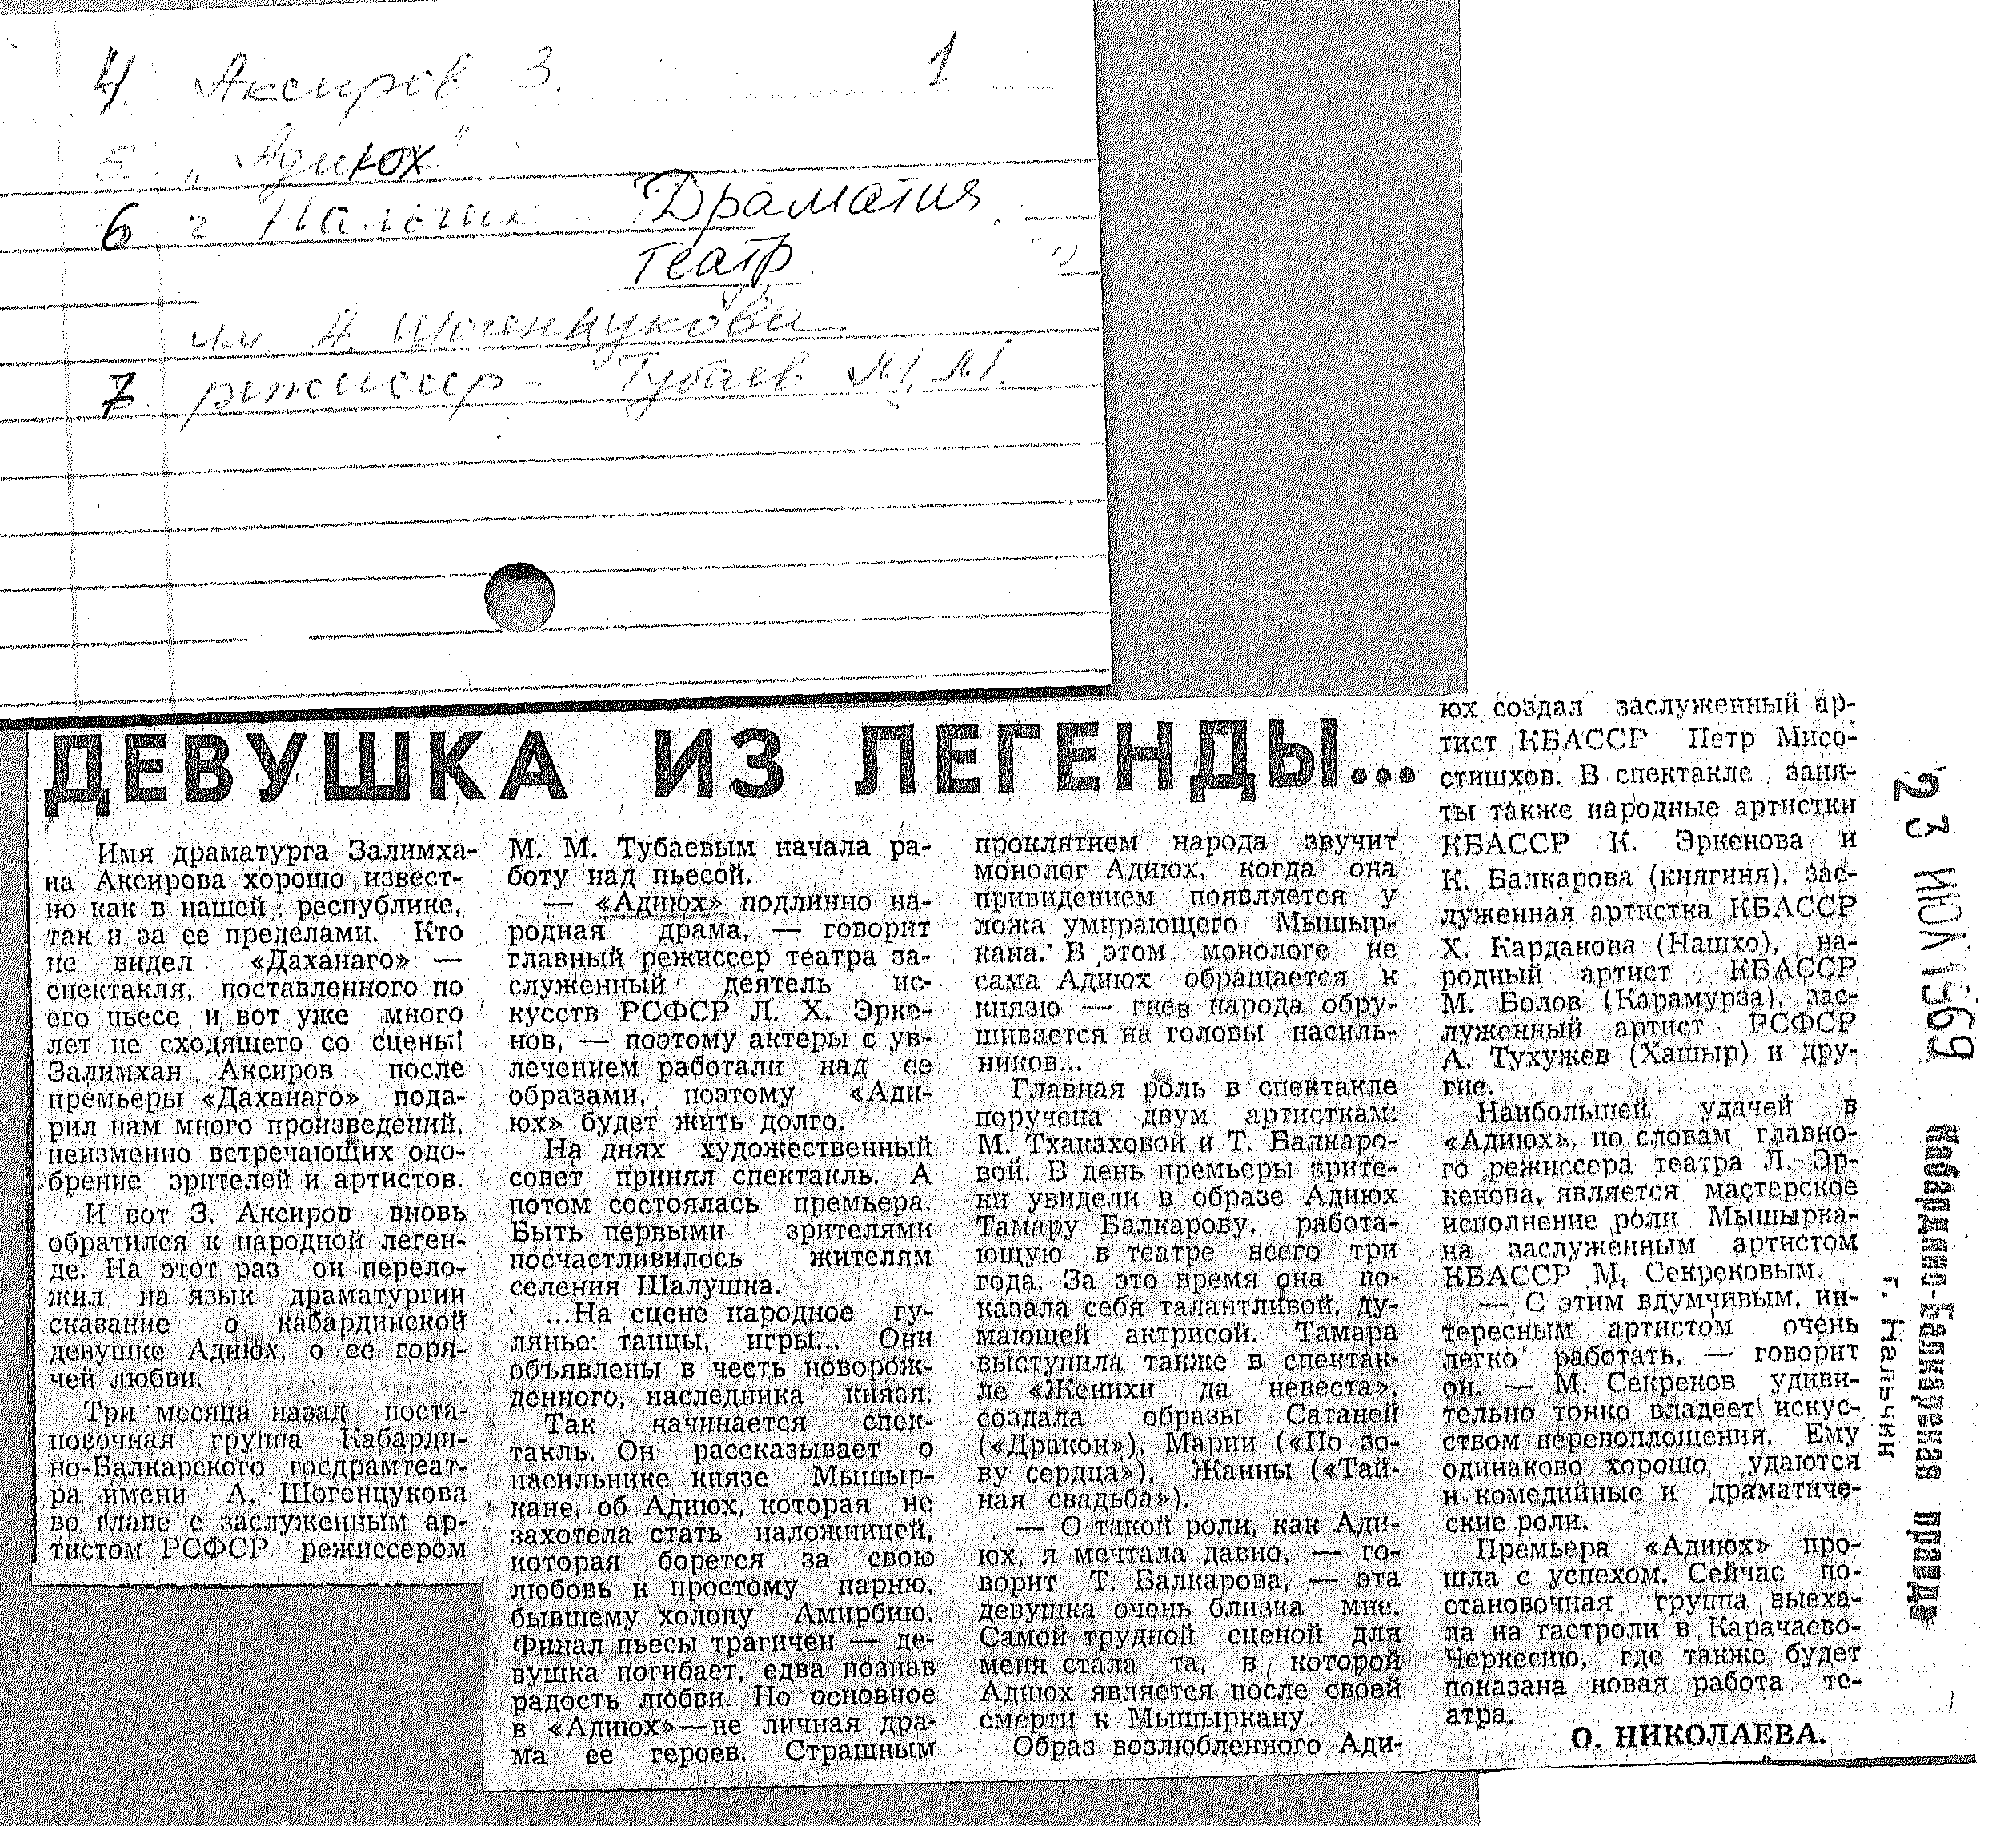 4. Аксиров З. 1
5. „Адиюх"
6 г. Нальчик Драматич.
театр
им. А. Шогенцукова
7. режиссер - Тубаев М. М.
ДЕВУШКА ИЗ ЛЕГЕНДЫ...
Имя драматурга Залимха-
на Аксирова хорошо извест-
но как в нашей республике,
так и за ее пределами. Кто
не видел «Даханаго» —
спектакля, поставленного по
его пьесе и вот уже много
лет не сходящего со сцены!
Залимхан Аксиров после
премьеры «Даханаго» пода-
рил нам много произведений,
неизменно встречающих одо-
брение зрителей и артистов.
И вот З. Аксиров вновь
обратился к народной леген-
де. На этот раз он перело-
жил на язык драматургии
сказание о кабардинской
девушке Адиюх, о ее горя-
чей любви.
Три месяца назад поста-
новочная группа Кабарди-
но-Балкарского госдрамтеат-
ра имени А. Шогенцукова
во главе с заслуженным ар-
тистом РСФСР режиссером
М. М. Тубаевым начала ра-
боту над пьесой.
— «Адиюх» подлинно на-
родная драма, — говорит
главный режиссер театра за-
служенный деятель ис-
кусств РСФСР Л. Х. Эрке-
нов, — поэтому актеры с ув-
лечением работали над ее
образами, поэтому «Ади-
юх» будет жить долго.
На днях художественный
совет принял спектакль. А
потом состоялась премьера.
Быть первыми зрителями
посчастливилось жителям
селения Шалушка.
...На сцене народное гу-
лянье: танцы, игры... Они
объявлены в честь новорож-
денного, наследника князя.
Так начинается спек-
такль. Он рассказывает о
насильнике князе Мышыр-
кане, об Адиюх, которая не
захотела стать наложницей,
которая борется за свою
любовь к простому парню,
бывшему холопу Амирбию.
Финал пьесы трагичен — де-
вушка погибает, едва познав
радость любви. Но основное
в «Адиюх»—не личная дра-
ма ее героев. Страшным
проклятием народа звучит
монолог Адиюх, когда она
привидением появляется у
ложа умирающего Мышыр-
кана. В этом монологе не
сама Адиюх обращается к
князю — гнев народа обру-
шивается на головы насиль-
ников...
Главная роль в спектакле
поручена двум артисткам:
М. Тхакаховой и Т. Балкаро-
вой. В день премьеры зрите-
ли увидели в образе Адиюх
Тамару Балкарову, работа-
ющую в театре всего три
года. За это время она по-
казала себя талантливой, ду-
мающей актрисой. Тамара
выступила также в спектак-
ле «Женихи да невеста»,
создала образы Сатаней
(«Дракон»), Марии («По зо-
ву сердца»), Жанны («Тай-
ная свадьба»).
— О такой роли, как Ади-
юх, я мечтала давно, — го-
ворит Т. Балкарова, — эта
девушка очень близка мне.
Самой трудной сценой для
меня стала та, в которой
Адиюх является после своей
смерти к Мышыркану.
Образ возлюбленного Ади-
юх создал заслуженный ар-
тист КБАССР Петр Мисо-
стишхов. В спектакле заня-
ты также народные артистки
КБАССР К. Эркенова и
К. Балкарова (княгиня), зас-
луженная артистка КБАССР
Х. Карданова (Нашхо), на-
родный артист КБАССР
М. Болов (Карамурза), зас-
луженный артист РСФСР
А. Тухужев (Хашыр) и дру-
гие.
Наибольшей удачей в
«Адиюх», по словам главно-
го режиссера театра Л. Эр-
кенова, является мастерское
исполнение роли Мышырка-
на заслуженным артистом
КБАССР М. Секрековым.
— С этим вдумчивым, ин-
тересным артистом очень
легко работать, — говорит
он. — М. Секреков удиви-
тельно тонко владеет искус-
ством перевоплощения. Ему
одинаково хорошо удаются
и комедийные и драматиче-
ские роли.
Премьера «Адиюх» про-
шла с успехом. Сейчас по-
становочная группа выеха-
ла на гастроли в Карачаево-
Черкесию, где также будет
показана новая работа те-
атра.
О. НИКОЛАЕВА.
23 ИЮЛ 1969 Кабардино-Балкарская правда
г. Нальчик